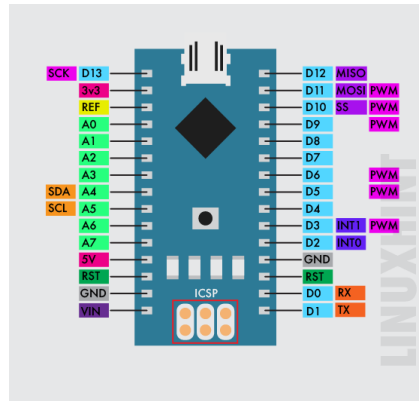 SCK D13 D12 MISO
3v3 D11 MOSI PWM
REF D10 SS PWM
A0 D9 PWM
A1 D8
A2 D7
A3 D6 PWM
SDA A4 D5 PWM
SCL A5 D4
A6 D3 INT1 PWM
A7 D2 INT0
5V GND
RST RST
GND ICSP D0 RX
VIN D1 TX
LINUXHINT